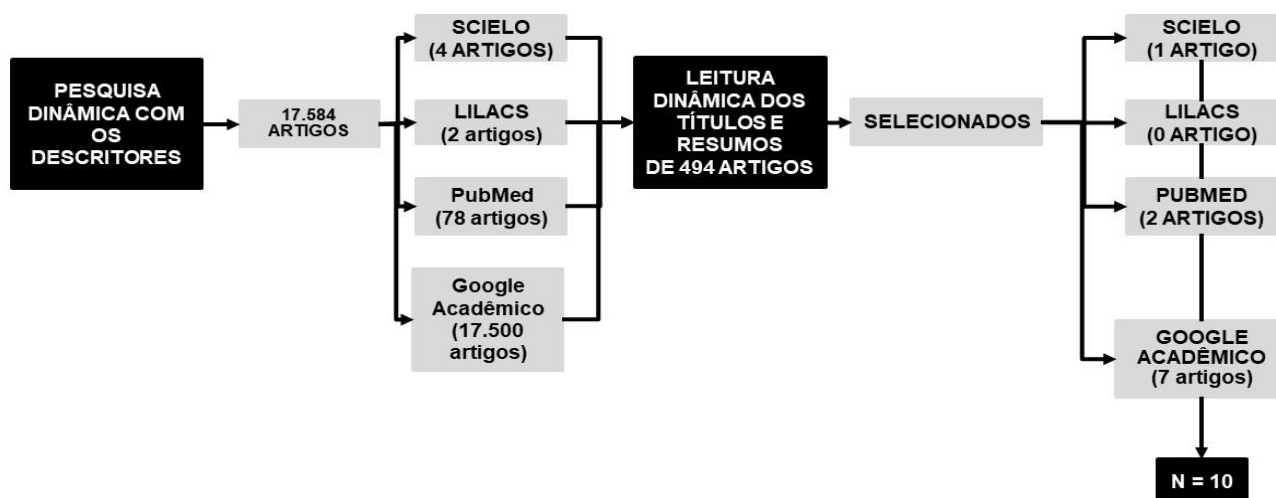 PESQUISA
DINÂMICA COM
OS
DESCRITORES
17.584
ARTIGOS
SCIELO
(4 ARTIGOS)
LILACS
(2 artigos)
PubMed
(78 artigos)
Google
Acadêmico
(17.500
artigos)
LEITURA
DINÂMICA DOS
TÍTULOS E
RESUMOS
DE 494 ARTIGOS
SELECIONADOS
SCIELO
(1 ARTIGO)
LILACS
(0 ARTIGO)
PUBMED
(2 ARTIGOS)
GOOGLE
ACADÊMICO
(7 artigos)
N = 10